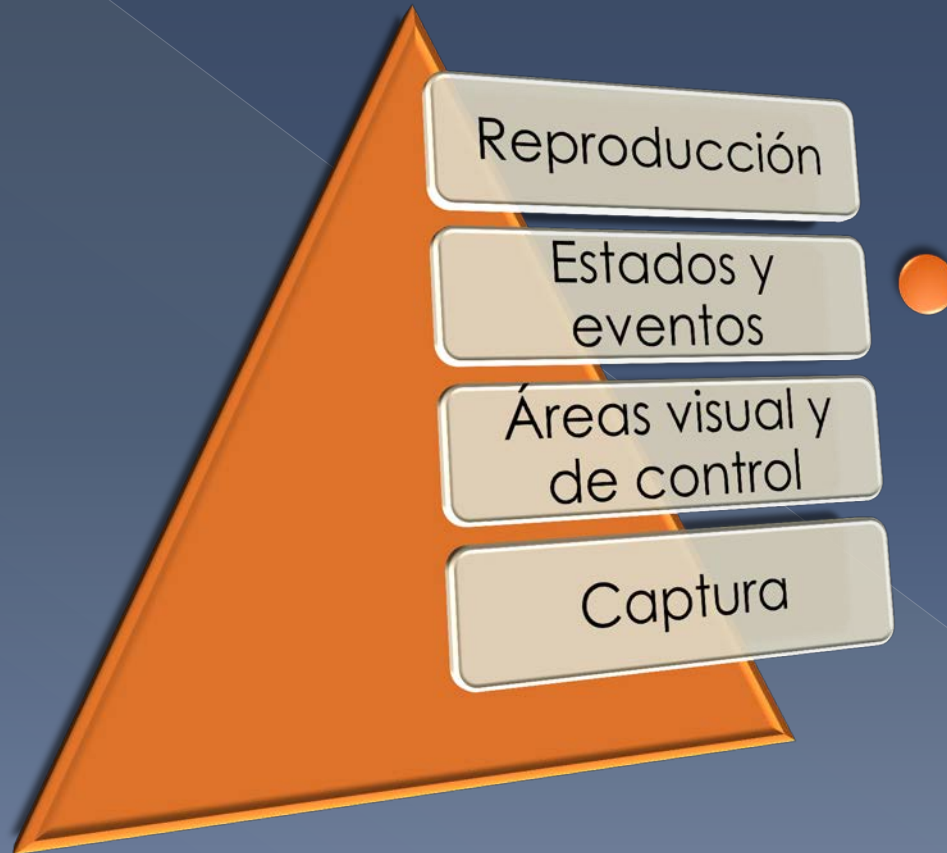 Reproducción
Estados y
eventos
Áreas visual y
de control
Captura